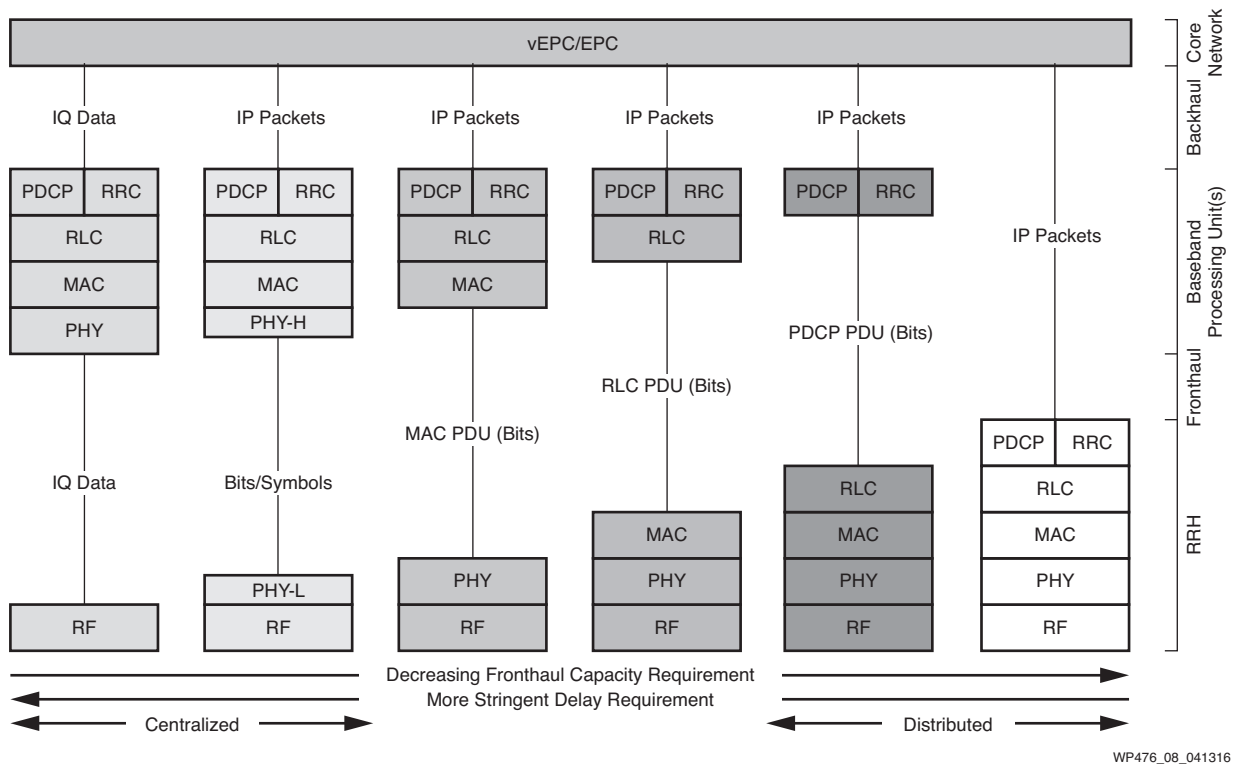 vEPC/EPC
Core
Network
IQ Data
IP Packets
IP Packets
IP Packets
IP Packets
Backhaul
PDCP
RRC
PDCP
RRC
PDCP
RRC
PDCP
RRC
PDCP
RRC
RLC
RLC
RLC
RLC
IP Packets
MAC
MAC
MAC
PHY
PHY-H
PDCP PDU (Bits)
Baseband
Processing Unit(s)
RLC PDU (Bits)
Fronthaul
MAC PDU (Bits)
PDCP
RRC
IQ Data
Bits/Symbols
RLC
RLC
MAC
MAC
MAC
PHY-L
PHY
PHY
PHY
PHY
RF
RF
RF
RF
RF
RF
RRH
Decreasing Fronthaul Capacity Requirement
More Stringent Delay Requirement
Centralized
Distributed
WP476_08_041316